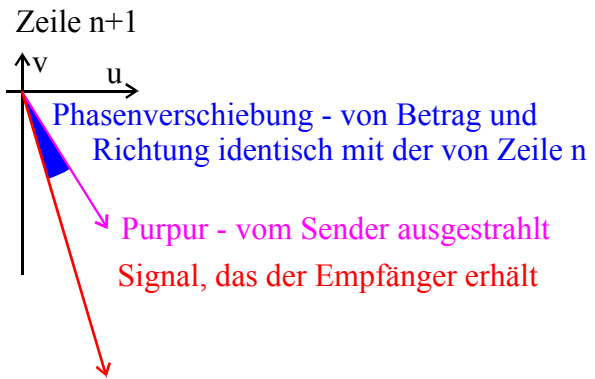 Zeile n+1
v
u
Phasenverschiebung - von Betrag und
Richtung identisch mit der von Zeile n
Purpur - vom Sender ausgestrahlt
Signal, das der Empfänger erhält